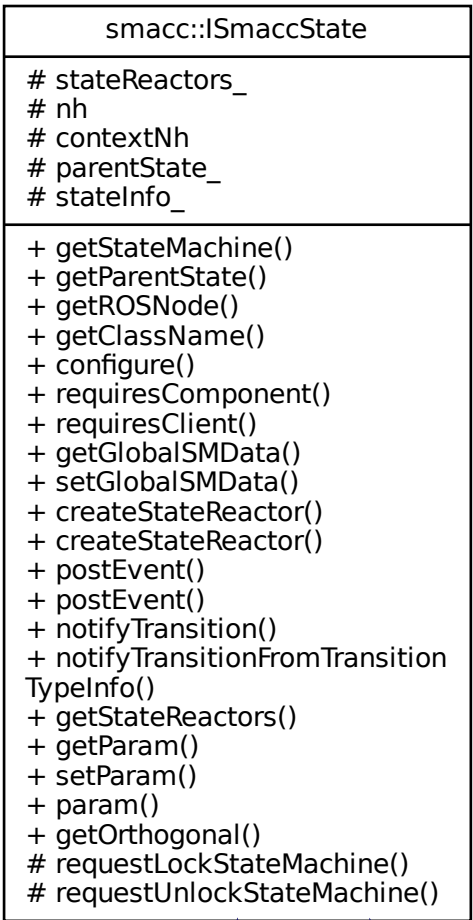 smacc::ISmaccState
# stateReactors_
# nh
# contextNh
# parentState_
# stateInfo_
+ getStateMachine()
+ getParentState()
+ getROSNode()
+ getClassName()
+ configure()
+ requiresComponent()
+ requiresClient()
+ getGlobalSMData()
+ setGlobalSMData()
+ createStateReactor()
+ createStateReactor()
+ postEvent()
+ postEvent()
+ notifyTransition()
+ notifyTransitionFromTransition
TypeInfo()
+ getStateReactors()
+ getParam()
+ setParam()
+ param()
+ getOrthogonal()
# requestLockStateMachine()
# requestUnlockStateMachine()